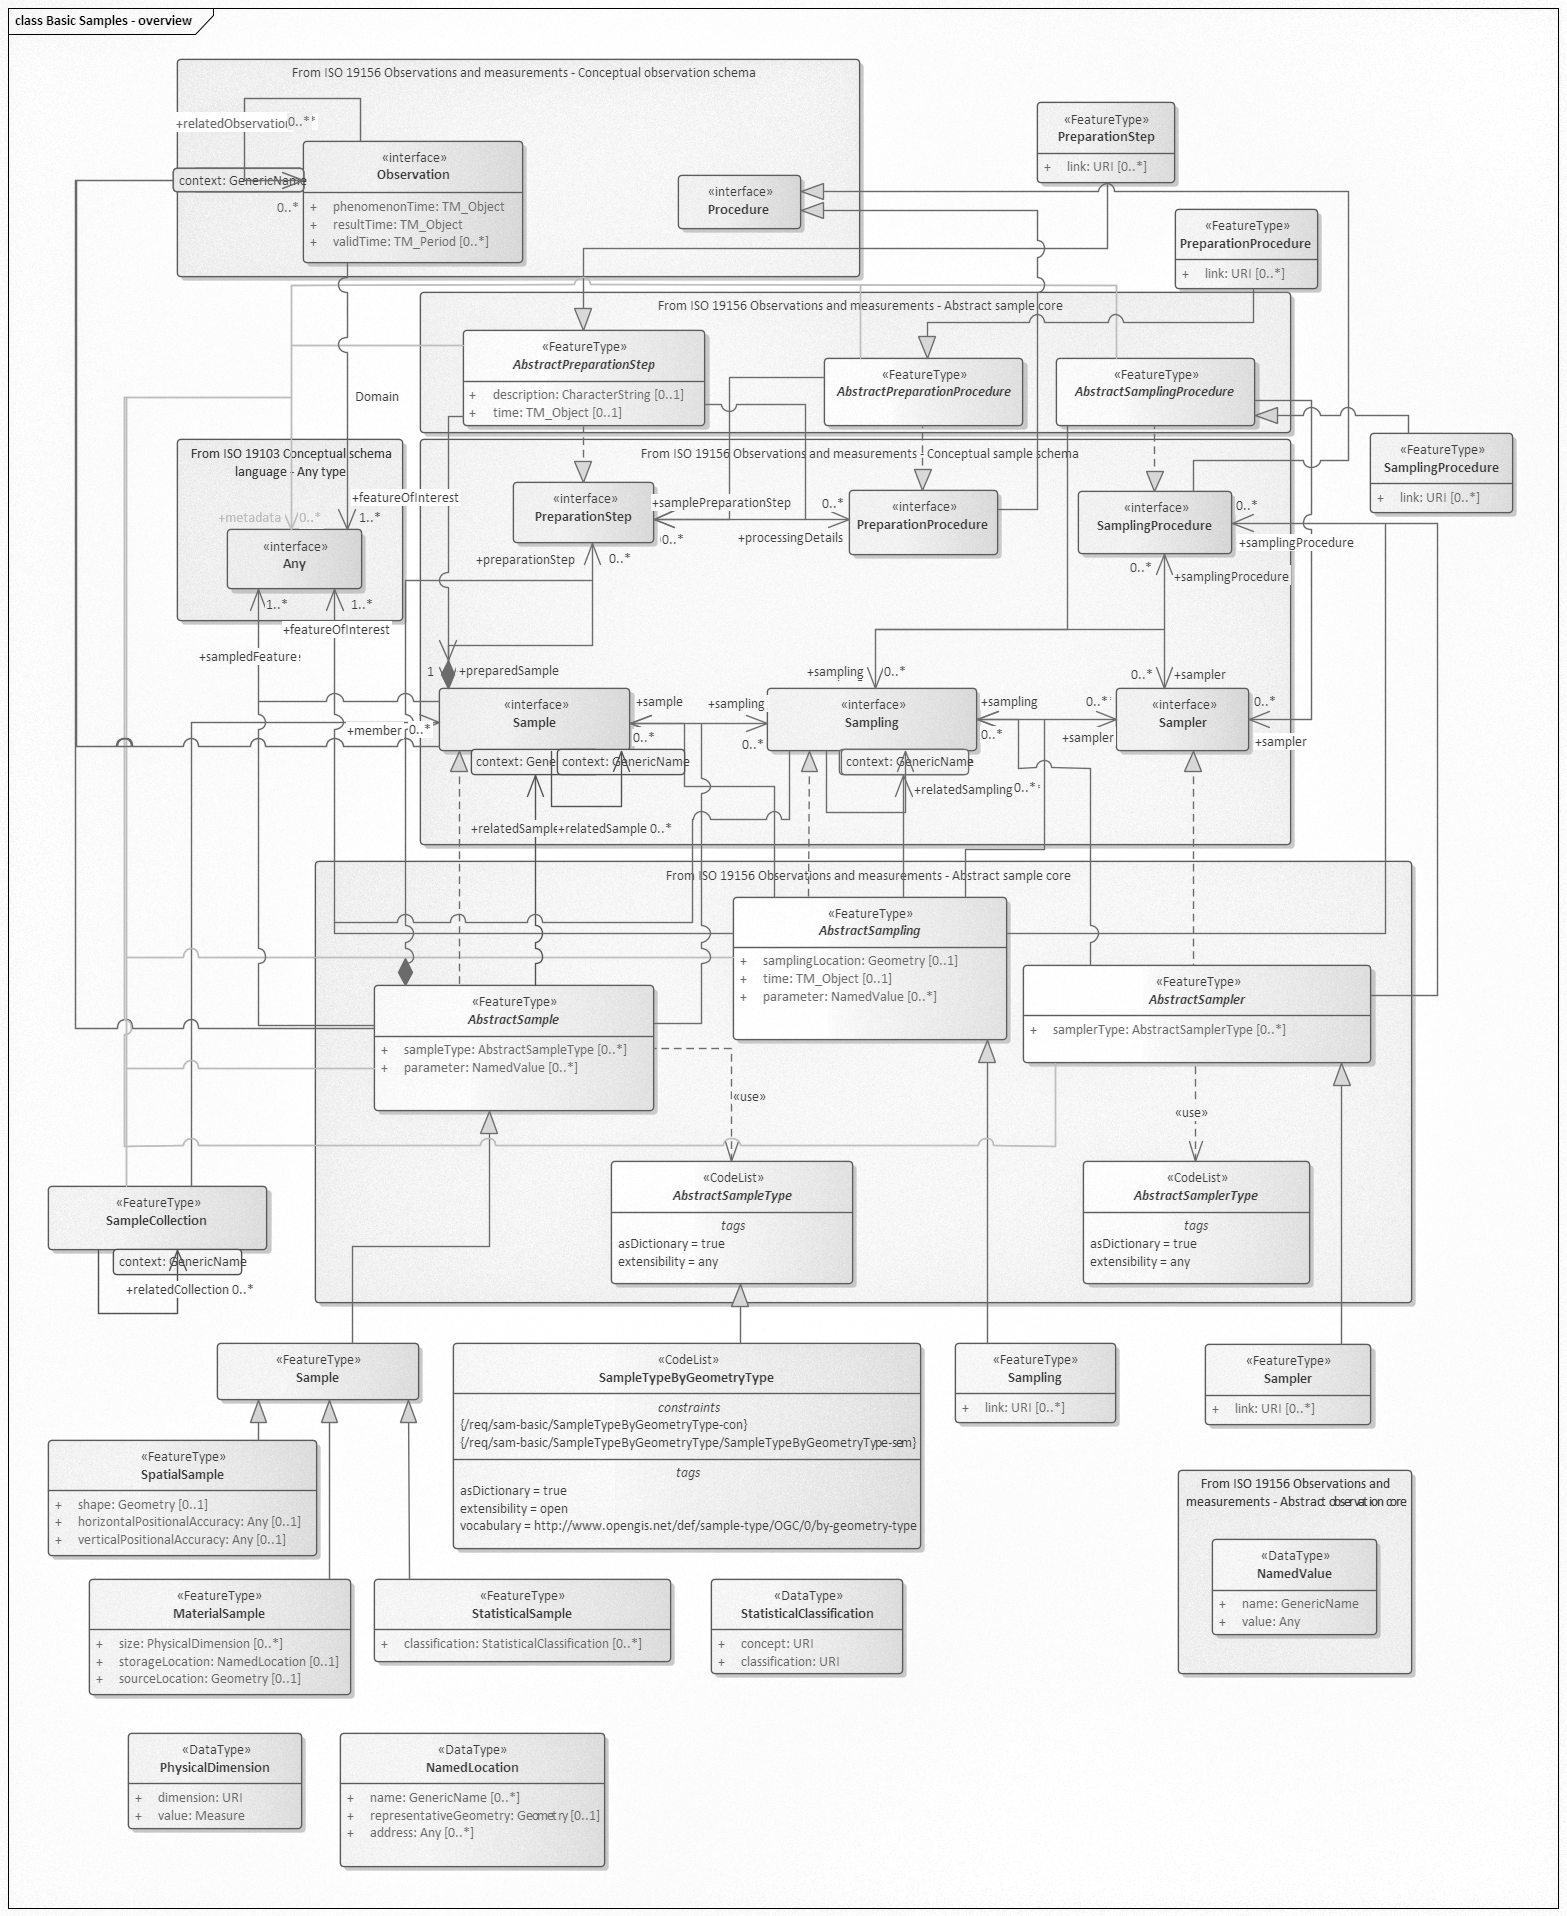 class Basic Samples - overview
From ISO 19156 Observations and measurements - Conceptual observation schema
+relatedObservation
0..*
«interface»
Observation
context: GenericName
0..*
+ phenomenonTime: TM_Object
+ resultTime: TM_Object
+ validTime: TM_Period [0..*]
«interface»
Procedure
«FeatureType»
PreparationStep
+ link: URI [0..*]
«FeatureType»
PreparationProcedure
+ link: URI [0..*]
From ISO 19156 Observations and measurements - Abstract sample core
«FeatureType»
AbstractPreparationStep
+ description: CharacterString [0..1]
+ time: TM_Object [0..1]
«FeatureType»
AbstractPreparationProcedure
«FeatureType»
AbstractSamplingProcedure
Domain
«FeatureType»
SamplingProcedure
+ link: URI [0..*]
From ISO 19103 Conceptual schema
language - Any type
+featureOfInterest
+metadata 0..*
1..*
«interface»
Any
1..*
1..*
+featureOfInterest
+sampledFeature
From ISO 19156 Observations and measurements - Conceptual sample schema
«interface»
PreparationStep
+samplePreparationStep
0..*
0..*
+processingDetails
«interface»
PreparationProcedure
«interface»
SamplingProcedure
0..*
+samplingProcedure
+preparationStep
0..*
0..*
+samplingProcedure
1
+preparedSample
+sampling
0..*
0..*
+sampler
«interface»
Sample
+member 0..*
+sample
0..*
+sampling
0..*
«interface»
Sampling
+sampling
0..*
0..*
+sampler
«interface»
Sampler
0..*
+sampler
context: Gene
context: GenericName
context: GenericName
+relatedSampling 0..*
+relatedSample
+relatedSample 0..*
From ISO 19156 Observations and measurements - Abstract sample core
«FeatureType»
AbstractSampling
+ samplingLocation: Geometry [0..1]
+ time: TM_Object [0..1]
+ parameter: NamedValue [0..*]
«FeatureType»
AbstractSampler
+ samplerType: AbstractSamplerType [0..*]
«FeatureType»
AbstractSample
+ sampleType: AbstractSampleType [0..*]
+ parameter: NamedValue [0..*]
«use»
«use»
«CodeList»
AbstractSampleType
tags
asDictionary = true
extensibility = any
«CodeList»
AbstractSamplerType
tags
asDictionary = true
extensibility = any
«FeatureType»
SampleCollection
context: GenericName
+relatedCollection 0..*
«FeatureType»
Sample
«CodeList»
SampleTypeByGeometryType
constraints
{/req/sam-basic/SampleTypeByGeometryType-con}
{/req/sam-basic/SampleTypeByGeometryType/SampleTypeByGeometryType-sem}
tags
asDictionary = true
extensibility = open
vocabulary = http://www.opengis.net/def/sample-type/OGC/0/by-geometry-type
«FeatureType»
Sampling
+ link: URI [0..*]
«FeatureType»
Sampler
+ link: URI [0..*]
«FeatureType»
SpatialSample
+ shape: Geometry [0..1]
+ horizontalPositionalAccuracy: Any [0..1]
+ verticalPositionalAccuracy: Any [0..1]
From ISO 19156 Observations and
measurements - Abstract observation core
«DataType»
NamedValue
+ name: GenericName
+ value: Any
«FeatureType»
MaterialSample
+ size: PhysicalDimension [0..*]
+ storageLocation: NamedLocation [0..1]
+ sourceLocation: Geometry [0..1]
«FeatureType»
StatisticalSample
+ classification: StatisticalClassification [0..*]
«DataType»
StatisticalClassification
+ concept: URI
+ classification: URI
«DataType»
PhysicalDimension
+ dimension: URI
+ value: Measure
«DataType»
NamedLocation
+ name: GenericName [0..*]
+ representativeGeometry: Geometry [0..1]
+ address: Any [0..*]